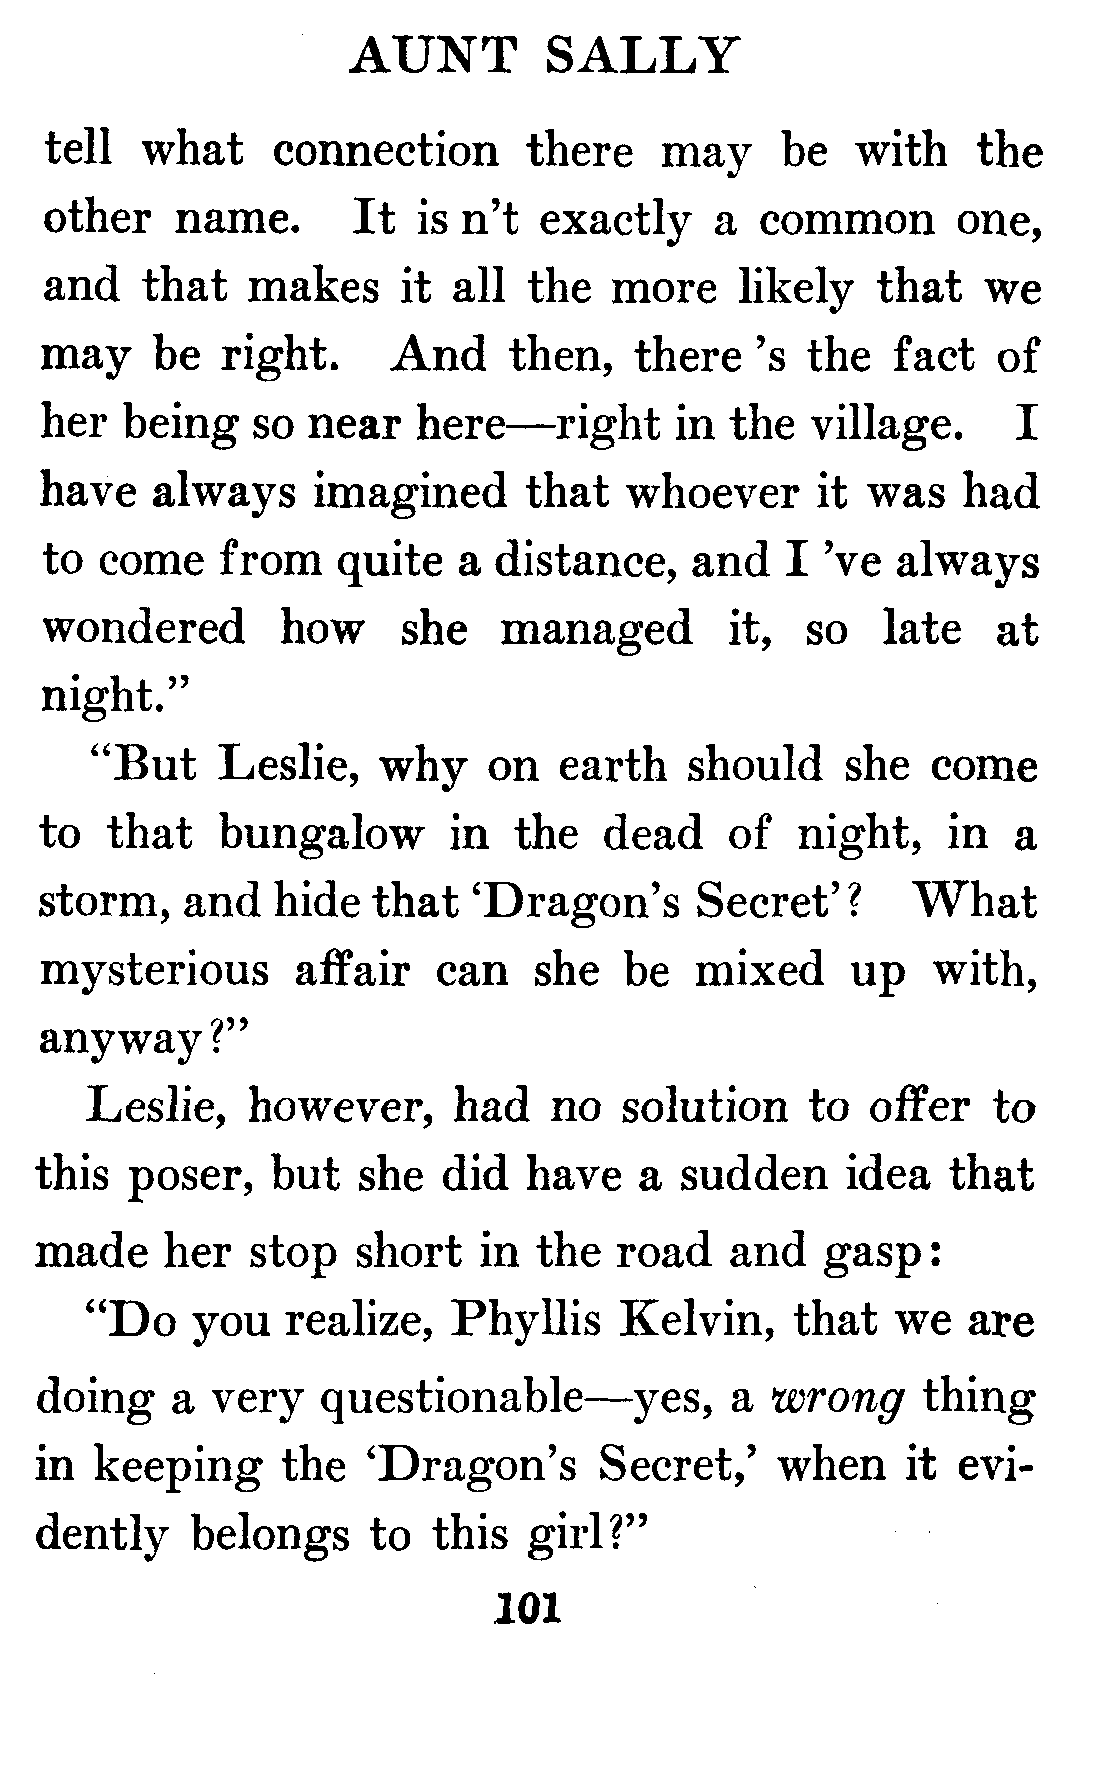 AUNT SALLY
tell what connection there may be with the
other name. It is n't exactly a common one,
and that makes it all the more likely that we
may be right. And then, there 's the fact of
her being so near here—right in the village. I
have always imagined that whoever it was had
to come from quite a distance, and I 've always
wondered how she managed it, so late at
night."
"But Leslie, why on earth should she come
to that bungalow in the dead of night, in a
storm, and hide that 'Dragon's Secret'? What
mysterious affair can she be mixed up with,
anyway?"
Leslie, however, had no solution to offer to
this poser, but she did have a sudden idea that
made her stop short in the road and gasp:
"Do you realize, Phyllis Kelvin, that we are
doing a very questionable—yes, a wrong thing
in keeping the 'Dragon's Secret,' when it evi-
dently belongs to this girl?"
101